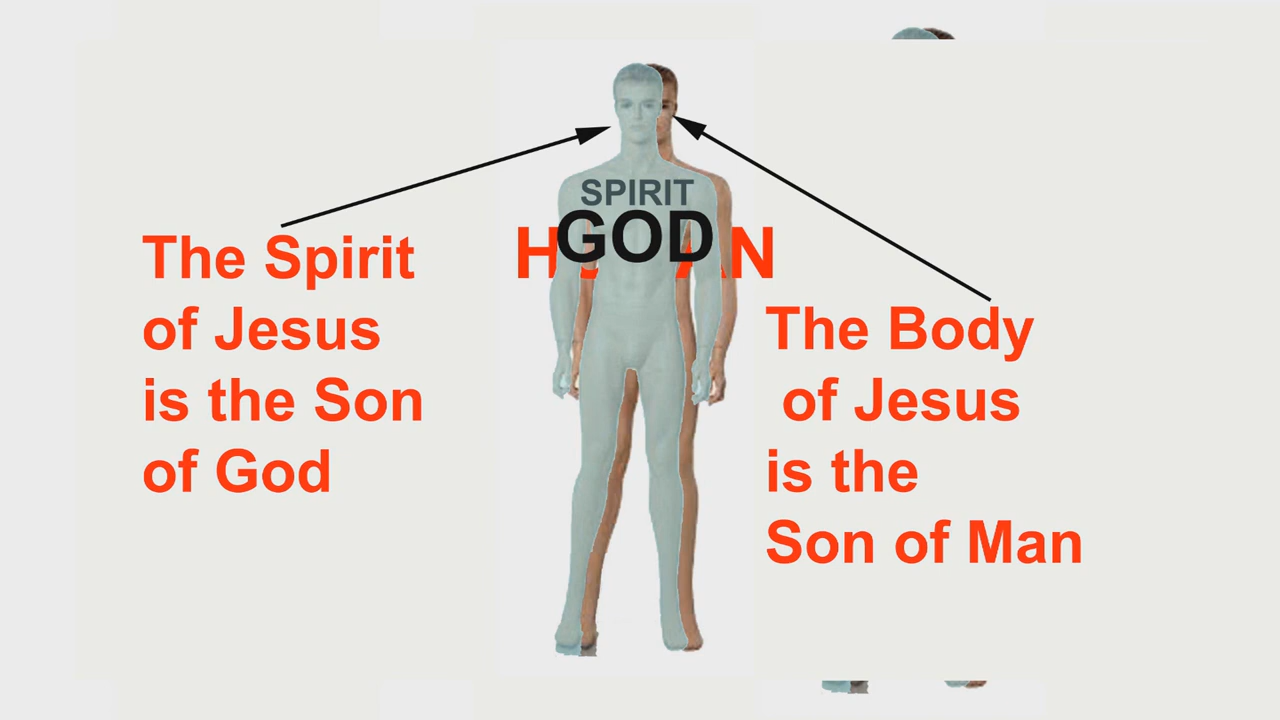 SPIRIT
GOD
H AN
The Spirit
of Jesus
is the Son
of God
The Body
of Jesus
is the
Son of Man